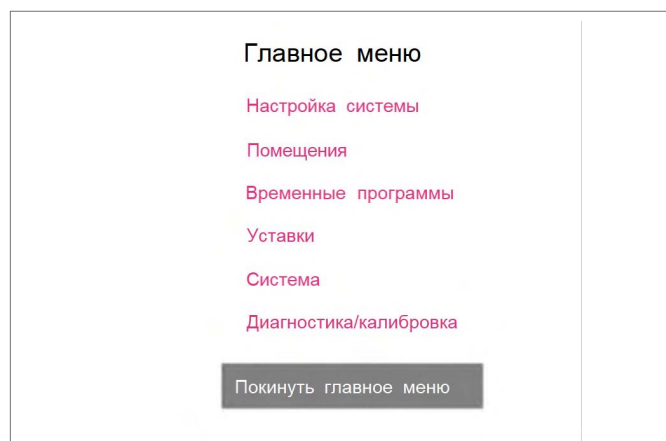 Главное меню
Настройка системы
Помещения
Временные программы
Уставки
Система
Диагностика/калибровка
Покинуть главное меню